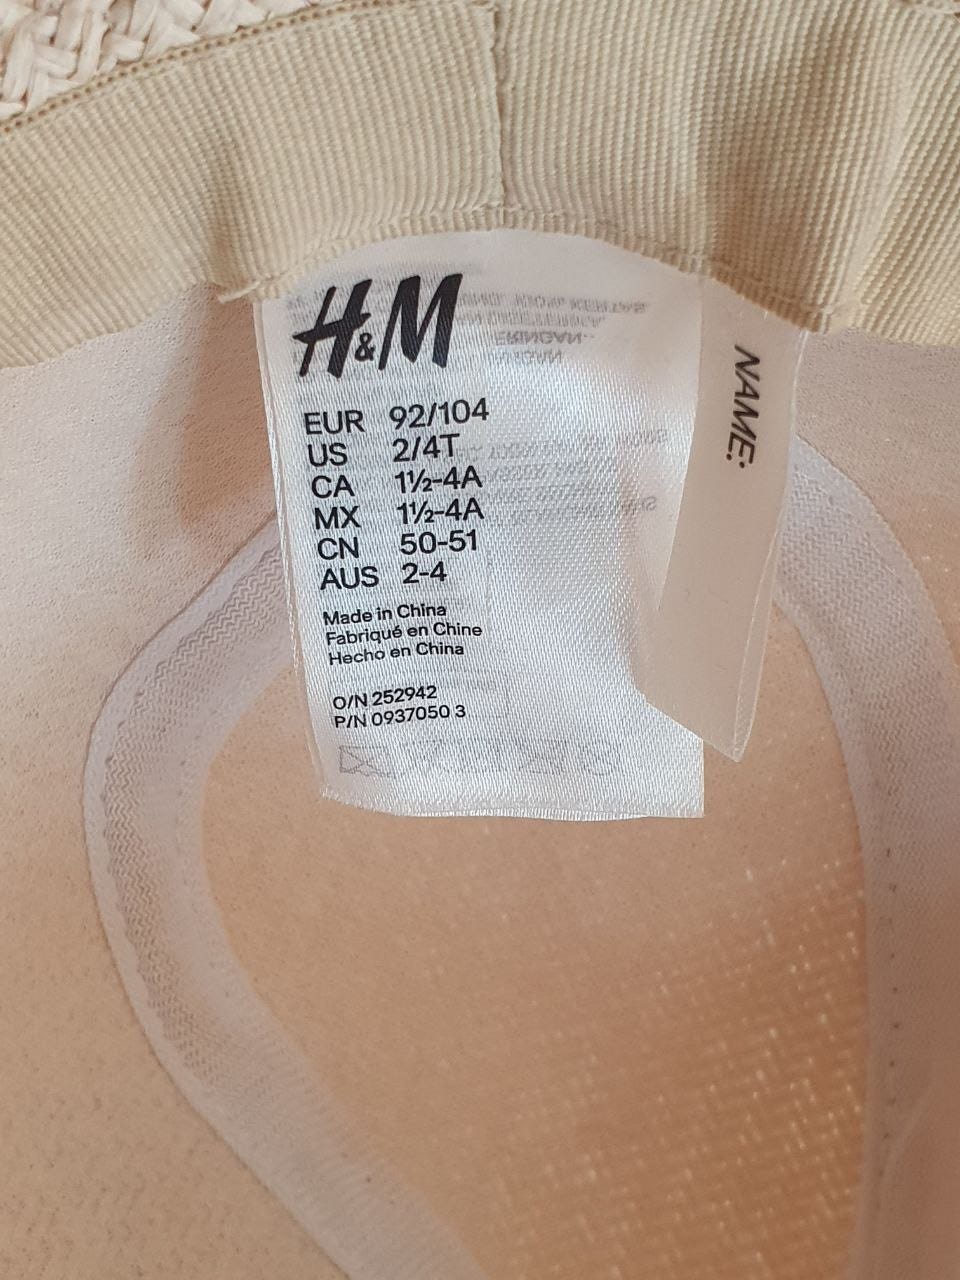 H&M
EUR 92/104
US 2/4T
CA 1½-4A
MX 1½-4A
CN 50-51
AUS 2-4
Made in China
Fabriqué en Chine
Hecho en China
O/N 252942
P/N 0937050 3
NAME: